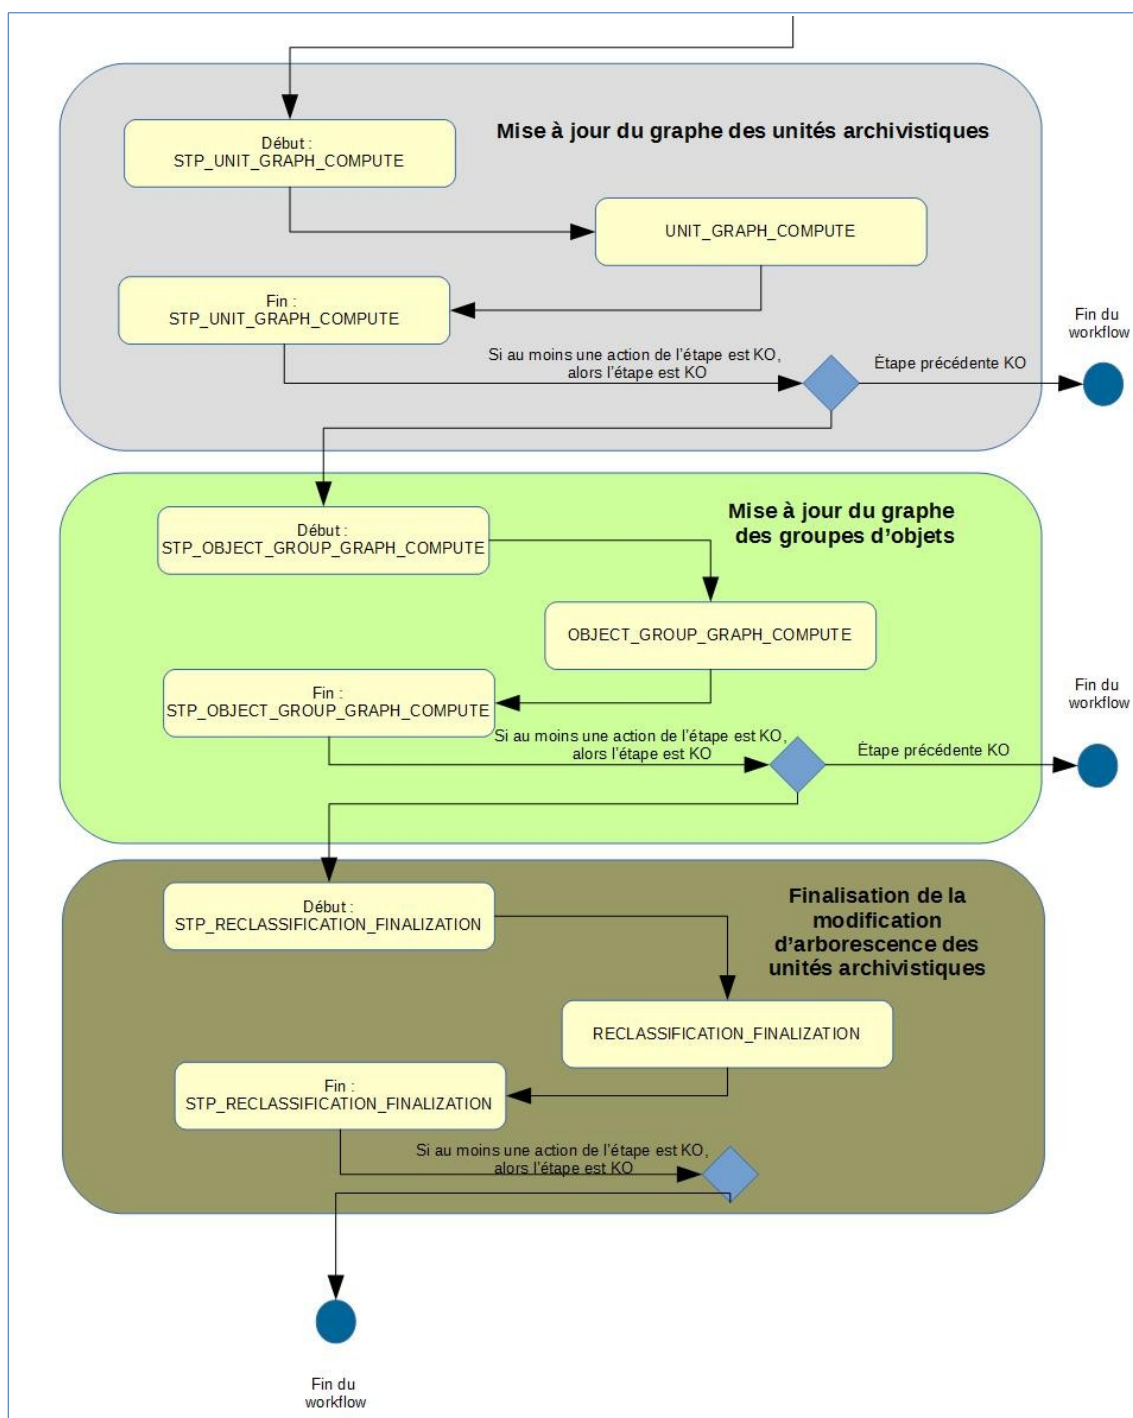 Mise à jour du graphe des unités archivistiques
Début :
STP_UNIT_GRAPH_COMPUTE
UNIT_GRAPH_COMPUTE
Fin :
STP_UNIT_GRAPH_COMPUTE
Si au moins une action de l'étape est KO,
alors l'étape est KO
Étape précédente KO
Fin du
workflow
Mise à jour du graphe
des groupes d'objets
Début :
STP_OBJECT_GROUP_GRAPH_COMPUTE
OBJECT_GROUP_GRAPH_COMPUTE
Fin :
STP_OBJECT_GROUP_GRAPH_COMPUTE
Si au moins une action de l'étape est KO,
alors l'étape est KO
Étape précédente KO
Fin du
workflow
Finalisation de la
modification
d'arborescence des
unités archivistiques
Début :
STP_RECLASSIFICATION_FINALIZATION
RECLASSIFICATION_FINALIZATION
Fin :
STP_RECLASSIFICATION_FINALIZATION
Si au moins une action de l'étape est KO,
alors l'étape est KO
Fin du
workflow